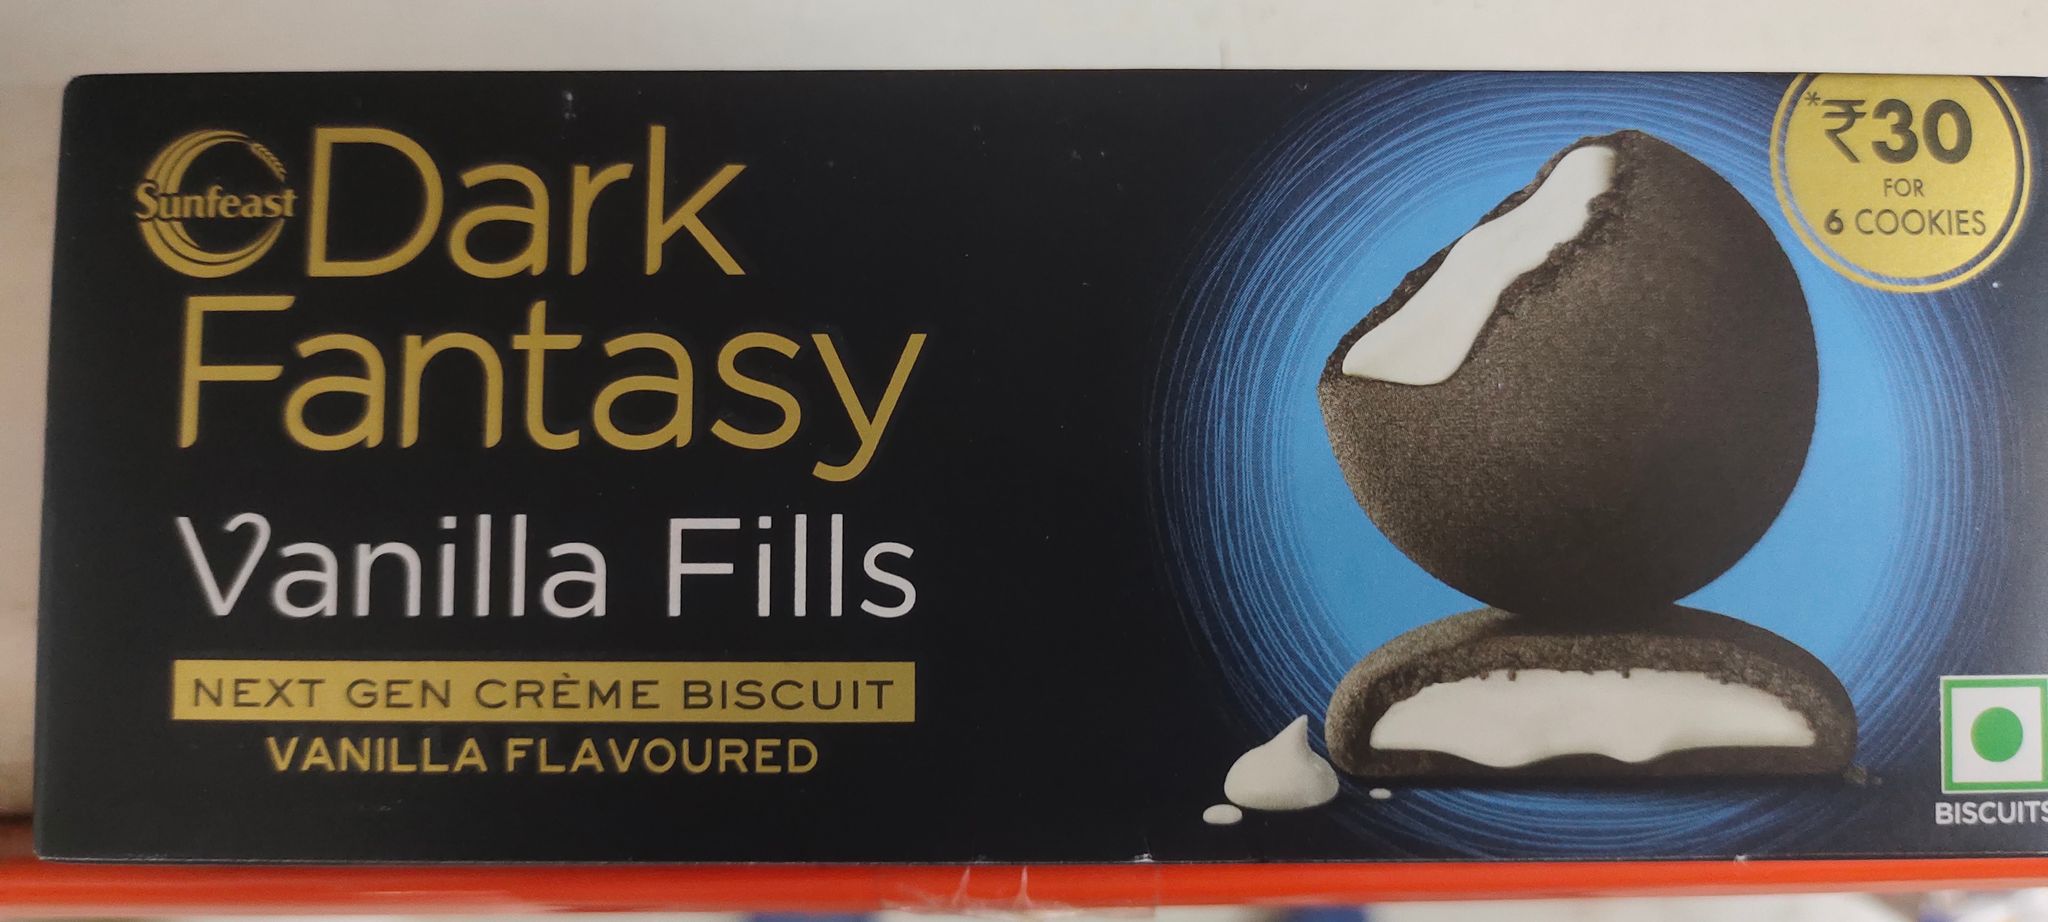 Sunfeast
Dark
Fantasy
Vanilla Fills
NEXT GEN CRÈME BISCUIT
VANILLA FLAVOURED
*₹30
FOR
6 COOKIES
BISCUITS